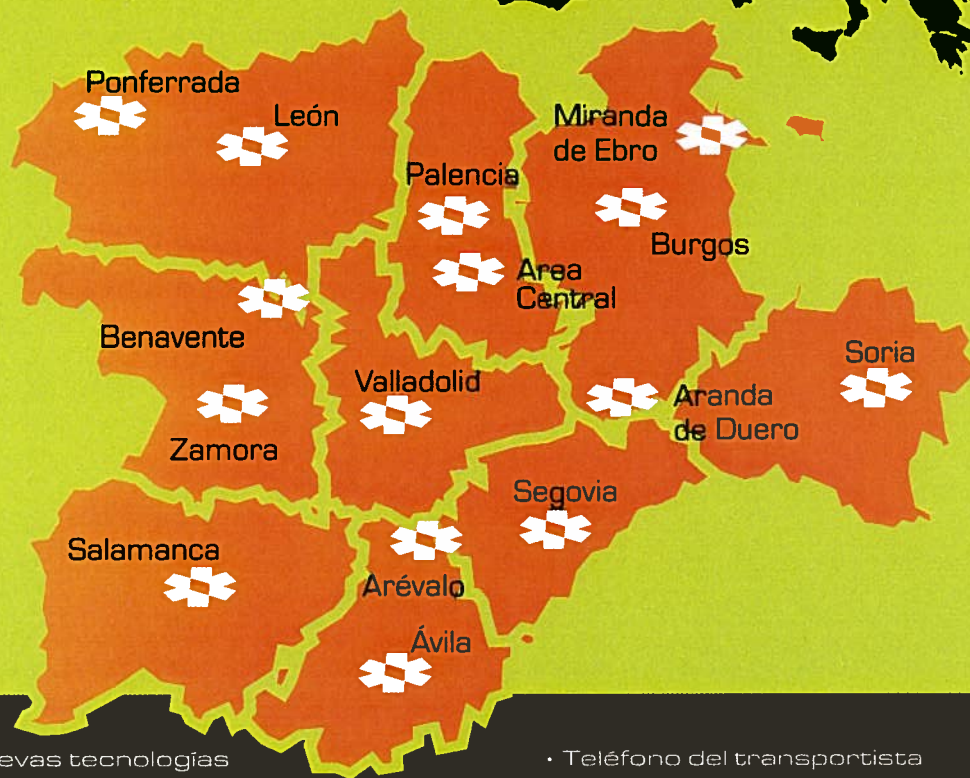 Ponferrada
León
Miranda
de Ebro
Palencia
Burgos
Area
Central
Benavente
Soria
Valladolid
Aranda
de Duero
Zamora
Segovia
Salamanca
Arévalo
Ávila
evas tecnologías
· Teléfono del transportista